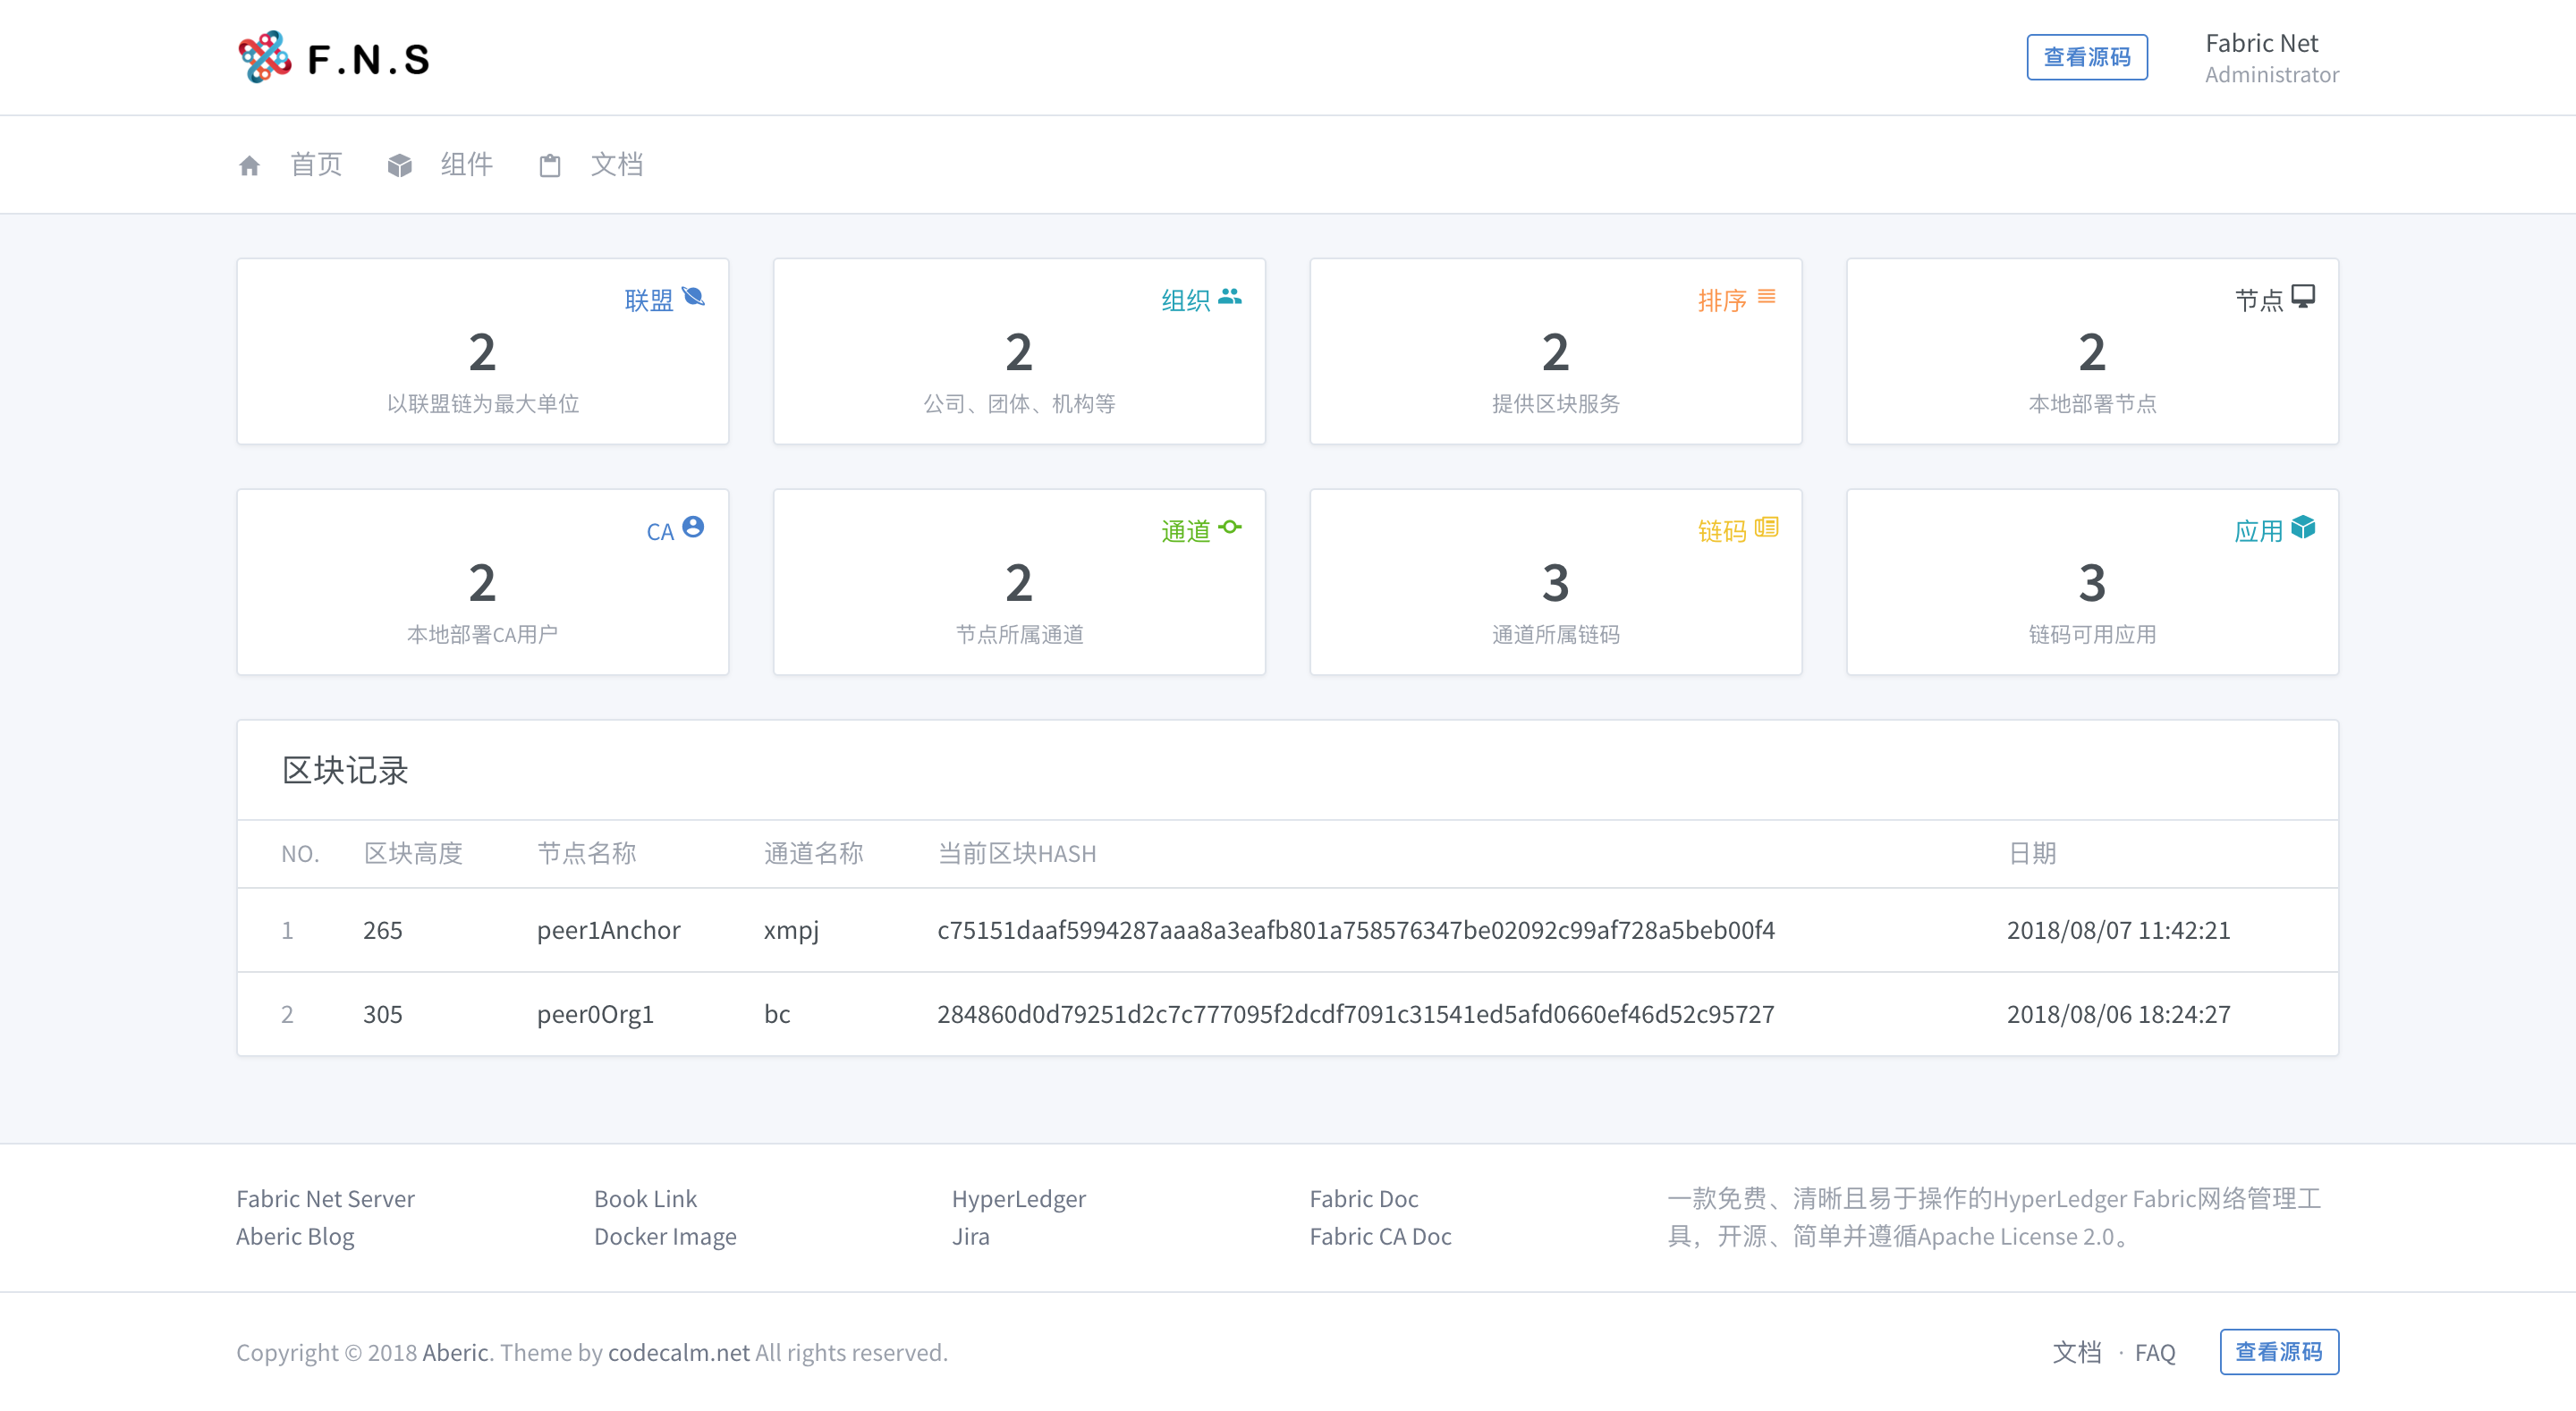 F.N.S
查看源码
Fabric Net
Administrator
首页 组件 文档
联盟
2
以联盟链为最大单位
组织
2
公司、团体、机构等
排序
2
提供区块服务
节点
2
本地部署节点
CA
2
本地部署CA用户
通道
2
节点所属通道
链码
3
通道所属链码
应用
3
链码可用应用
区块记录
NO. 区块高度 节点名称 通道名称 当前区块HASH 日期
1 265 peer1Anchor xmpj c75151daaf5994287aaa8a3eafb801a758576347be02092c99af728a5beb00f4 2018/08/07 11:42:21
2 305 peer0Org1 bc 284860d0d79251d2c7c777095f2dcdf7091c31541ed5afd0660ef46d52c95727 2018/08/06 18:24:27
Fabric Net Server
Aberic Blog
Book Link
Docker Image
HyperLedger
Jira
Fabric Doc
Fabric CA Doc
一款免费、清晰且易于操作的HyperLedger Fabric网络管理工
具，开源、简单并遵循Apache License 2.0。
Copyright © 2018 Aberic. Theme by codecalm.net All rights reserved.
文档 · FAQ
查看源码